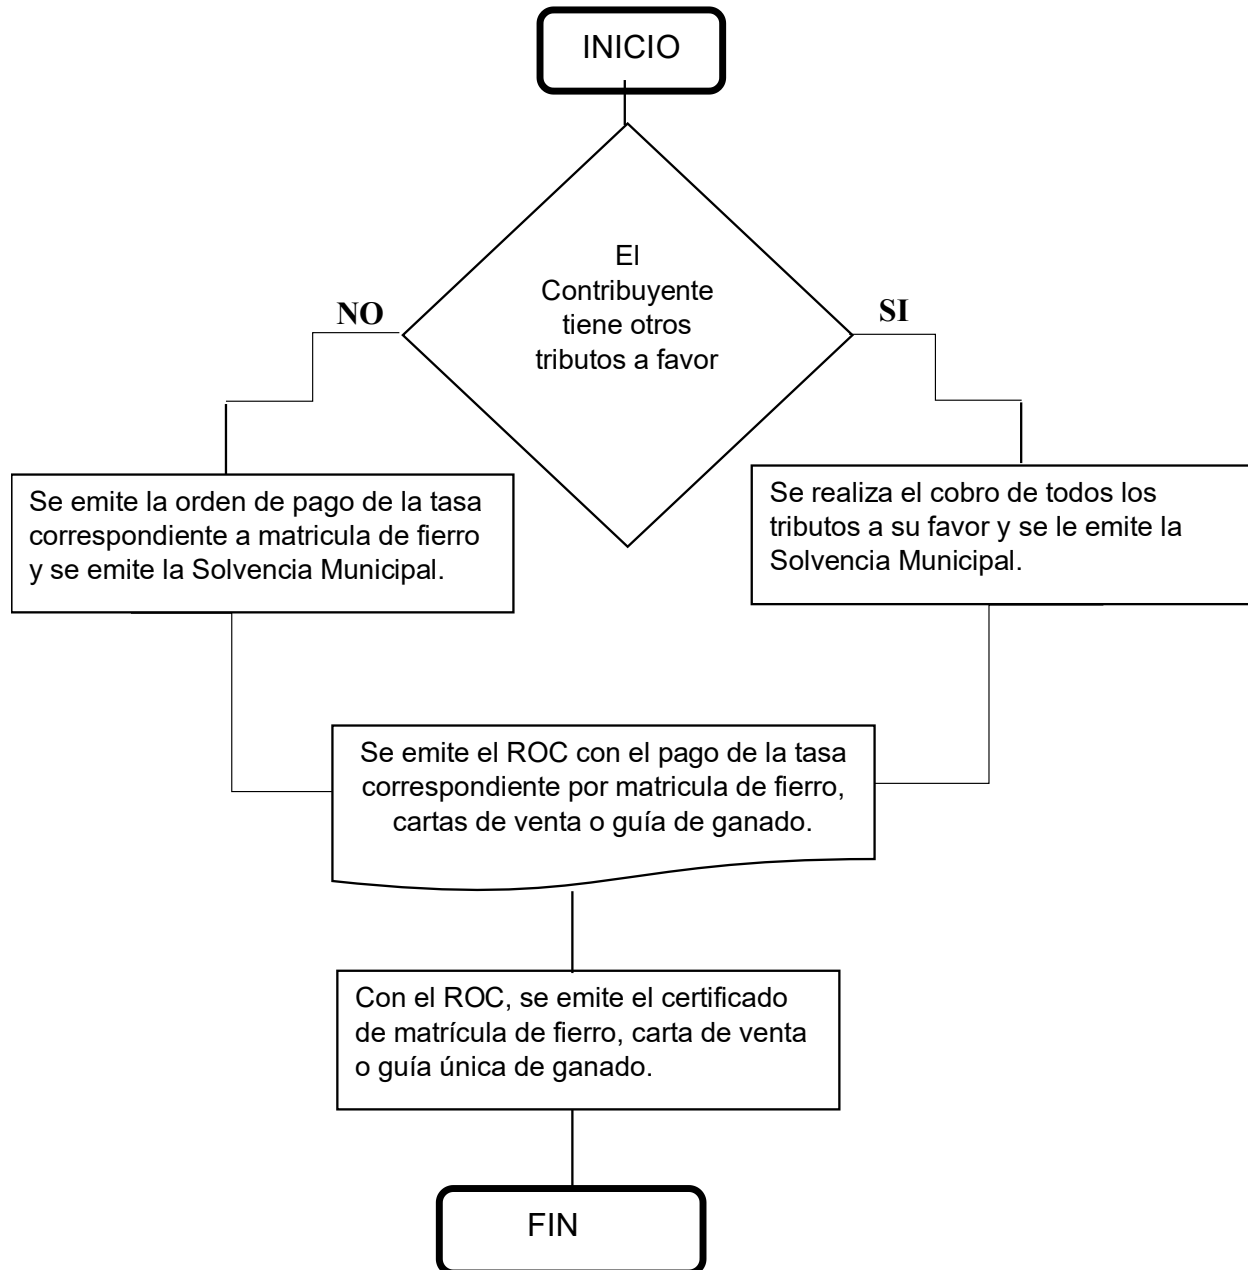 INICIO
El
Contribuyente
tiene otros
tributos a favor
NO
SI
Se emite la orden de pago de la tasa
correspondiente a matricula de fierro
y se emite la Solvencia Municipal.
Se realiza el cobro de todos los
tributos a su favor y se le emite la
Solvencia Municipal.
Se emite el ROC con el pago de la tasa
correspondiente por matricula de fierro,
cartas de venta o guía de ganado.
Con el ROC, se emite el certificado
de matrícula de fierro, carta de venta
o guía única de ganado.
FIN